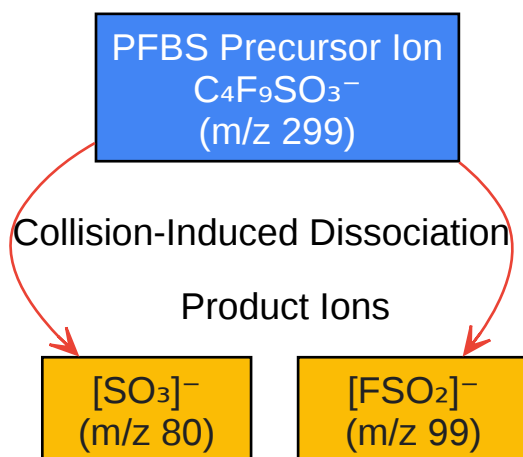 PFBS Precursor Ion
C₄F₉SO₃⁻
(m/z 299)
Collision-Induced Dissociation
Product Ions
[SO₃]⁻
(m/z 80)
[FSO₂]⁻
(m/z 99)